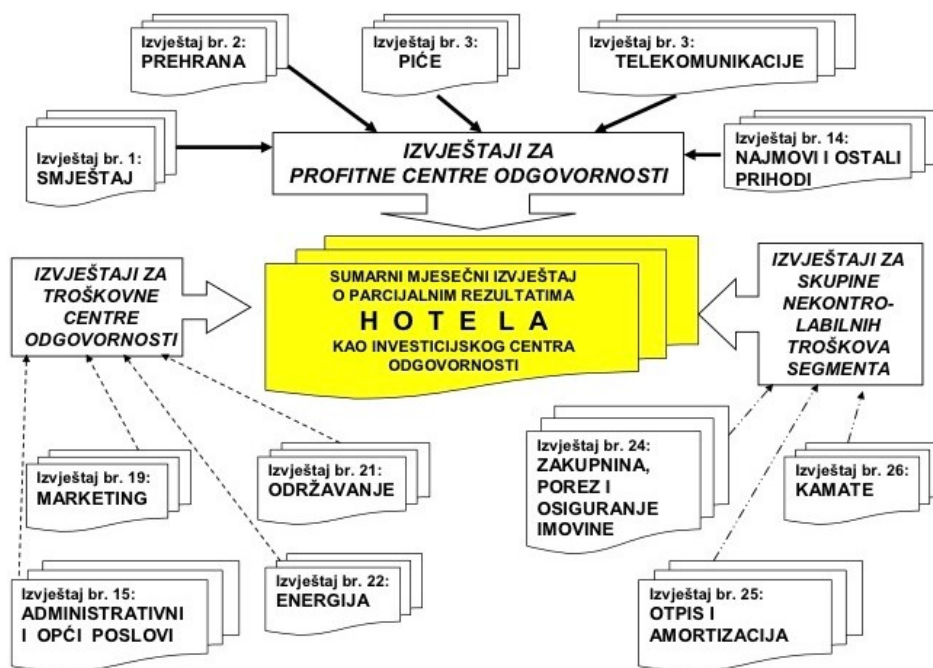 Izvještaj br. 2:
PREHRANA
Izvještaj br. 3:
PIĆE
Izvještaj br. 3:
TELEKOMUNIKACIJE
Izvještaj br. 1:
SMJEŠTAJ
IZVJEŠTAJI ZA
PROFITNE CENTRE ODGOVORNOSTI
Izvještaj br. 14:
NAJMOVI I OSTALI
PRIHODI
IZVJEŠTAJI ZA
TROŠKOVNE
CENTRE
ODGOVORNOSTI
SUMARNI MJESEČNI IZVJEŠTAJ
O PARCIJALNIM REZULTATIMA
H O T E L A
KAO INVESTICIJSKOG CENTRA
ODGOVORNOSTI
IZVJEŠTAJI ZA
SKUPINE
NEKONTRO-
LABILNIH
TROŠKOVA
SEGMENTA
Izvještaj br. 19:
MARKETING
Izvještaj br. 21:
ODRŽAVANJE
Izvještaj br. 24:
ZAKUPNINA,
POREZ I
OSIGURANJE
IMOVINE
Izvještaj br. 26:
KAMATE
Izvještaj br. 15:
ADMINISTRATIVNI
I OPĆI POSLOVI
Izvještaj br. 22:
ENERGIJA
Izvještaj br. 25:
OTPIS I
AMORTIZACIJA